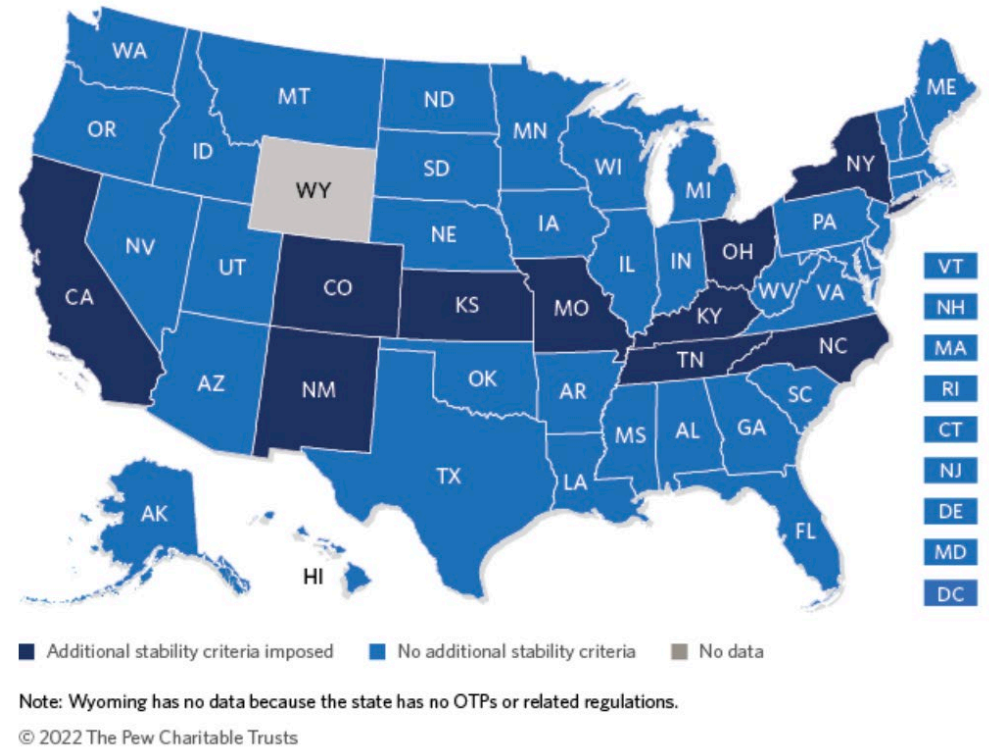 WA
MT
ND
MN
ME
OR
ID
SD
WI
MI
NY
WY
NV
UT
NE
IA
PA
CA
CO
KS
MO
IL
IN
OH
WV
VA
KY
AZ
NM
OK
AR
TN
NC
TX
LA
MS
AL
GA
SC
FL
AK
HI
VT
NH
MA
RI
CT
NJ
DE
MD
DC
Additional stability criteria imposed
No additional stability criteria
No data
Note: Wyoming has no data because the state has no OTPs or related regulations.
© 2022 The Pew Charitable Trusts